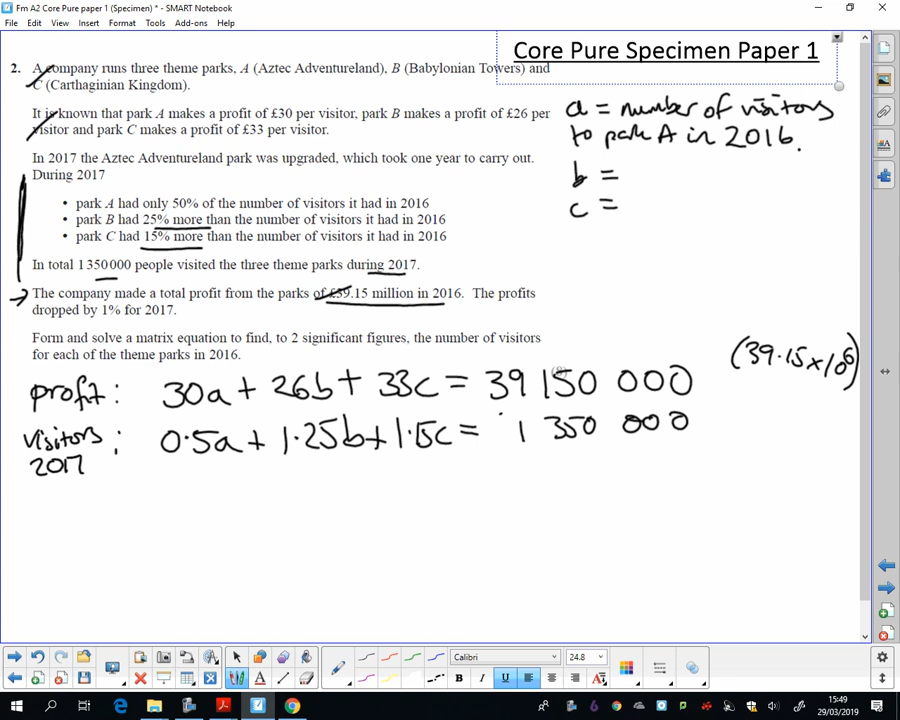 Fm A2 Core Pure paper 1 (Specimen) * - SMART Notebook
File Edit View Insert Format Tools Add-ons Help
Core Pure Specimen Paper 1
2. A company runs three theme parks, A (Aztec Adventureland), B (Babylonian Towers) and
C (Carthaginian Kingdom).
It is known that park A makes a profit of £30 per visitor, park B makes a profit of £26 per
visitor and park C makes a profit of £33 per visitor.
In 2017 the Aztec Adventureland park was upgraded, which took one year to carry out.
During 2017
• park A had only 50% of the number of visitors it had in 2016
• park B had 25% more than the number of visitors it had in 2016
• park C had 15% more than the number of visitors it had in 2016
In total 1 350 000 people visited the three theme parks during 2017.
The company made a total profit from the parks of £39.15 million in 2016. The profits
dropped by 1% for 2017.
Form and solve a matrix equation to find, to 2 significant figures, the number of visitors
for each of the theme parks in 2016.
(8)
a = number of visitors
to park A in 2016.
b =
c =
(39.15 x 10⁶)
profit: 30a + 26b + 33c = 39 150 000
visitors : 0.5a + 1.25b + 1.15c = 1 350 000
2017
Calibri 24.8
B I U
15:49
29/03/2019